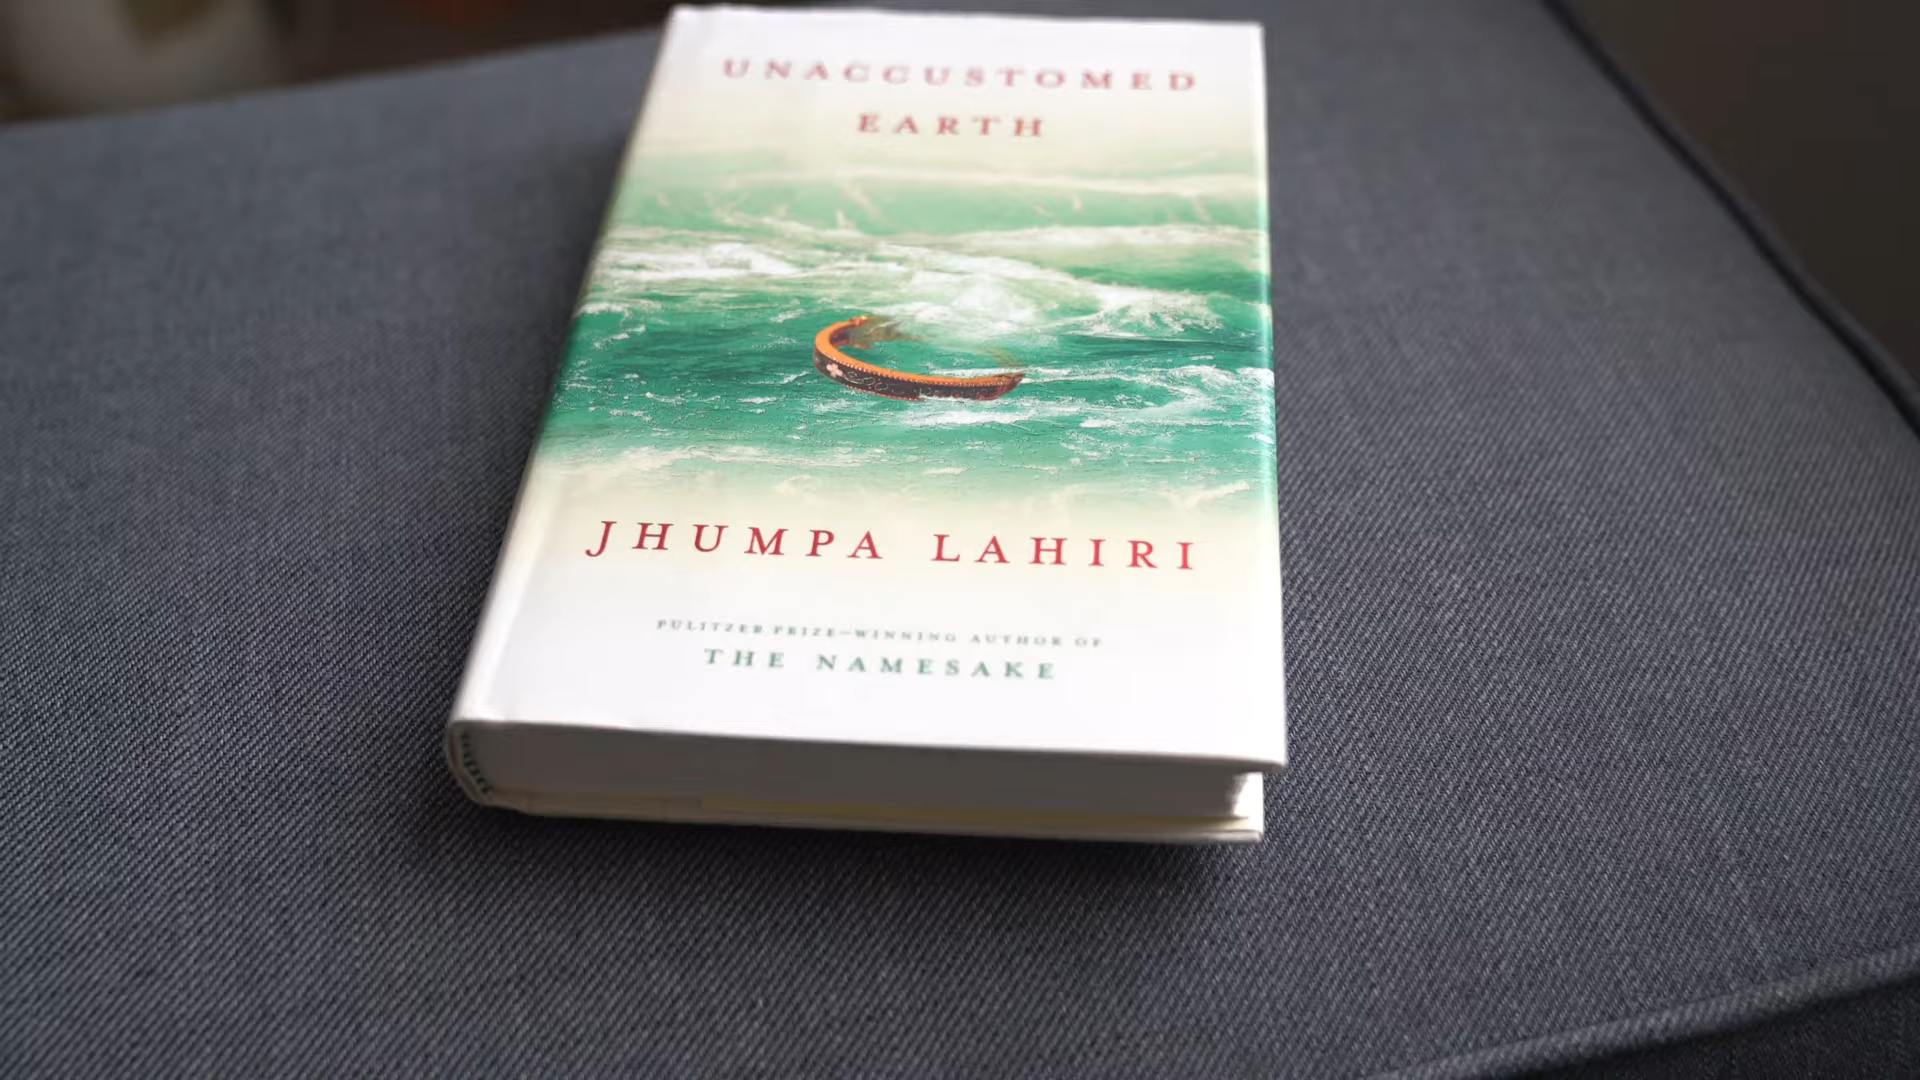 UNACCUSTOMED
EARTH
JHUMPA LAHIRI
PULITZER PRIZE–WINNING AUTHOR OF
THE NAMESAKE